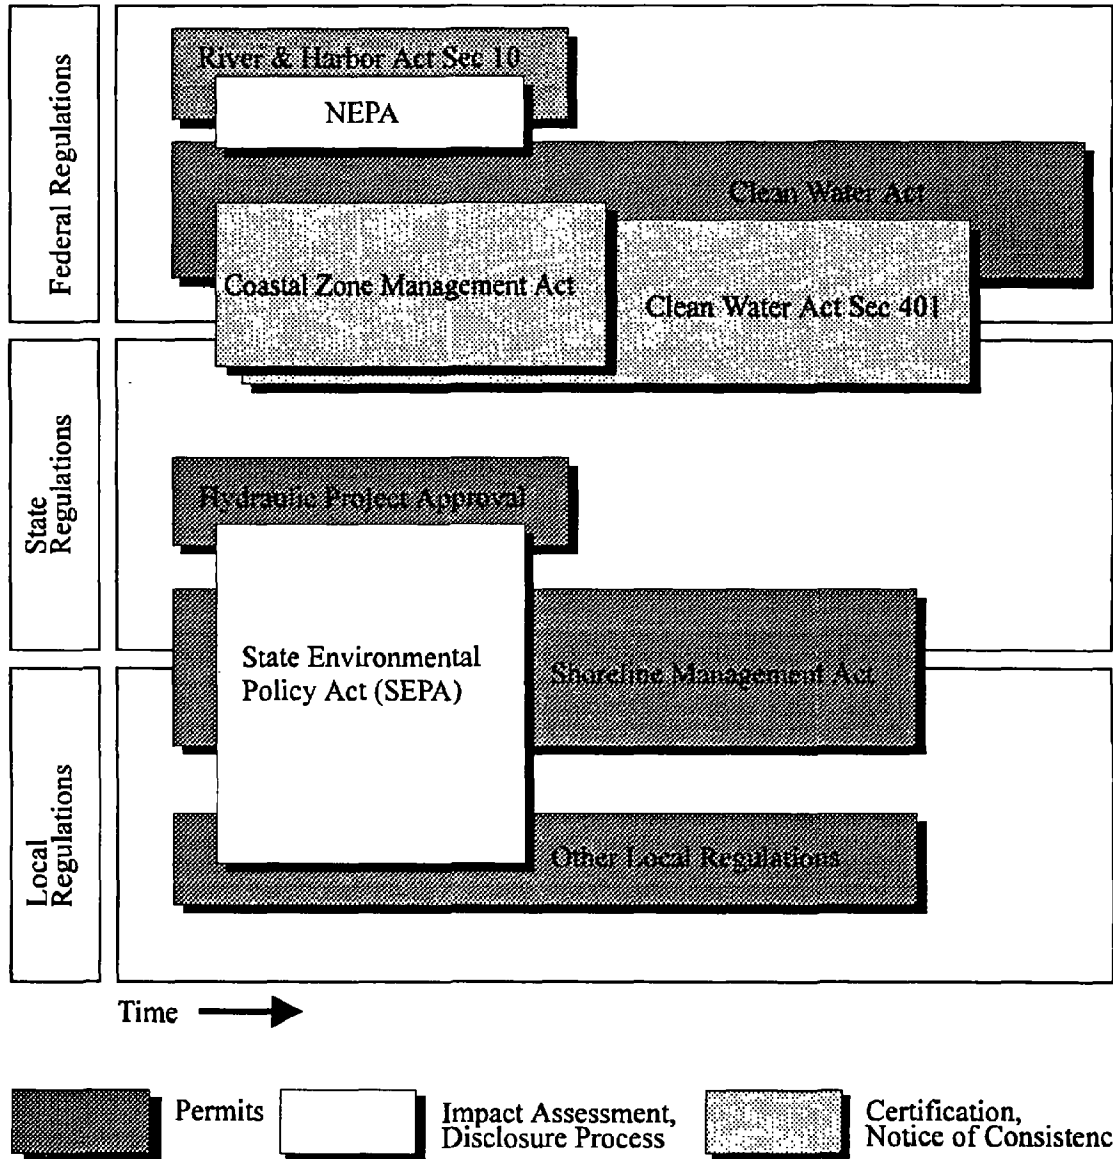 Federal Regulations
River & Harbor Act Sec 10
NEPA
Clean Water Act
Coastal Zone Management Act
Clean Water Act Sec 401
State
Regulations
Hydraulic Project Approval
State Environmental
Policy Act (SEPA)
Shoreline Management Act
Local
Regulations
Other Local Regulations
Time
Permits
Impact Assessment,
Disclosure Process
Certification,
Notice of Consistenc